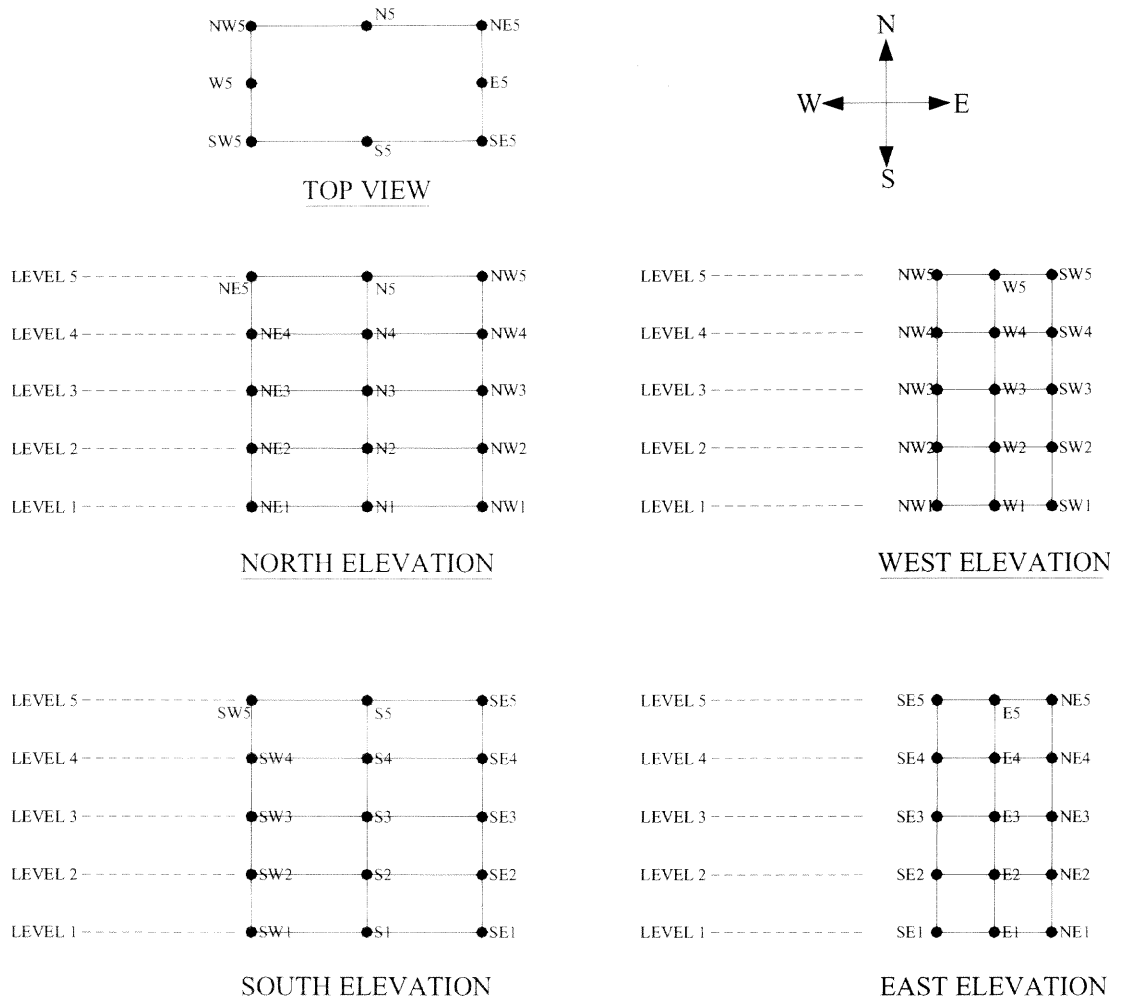 NW5 N5 NE5
W5 E5
SW5 S5 SE5
TOP VIEW
N
W E
S
LEVEL 5 NE5 N5 NW5
LEVEL 4 NE4 N4 NW4
LEVEL 3 NE3 N3 NW3
LEVEL 2 NE2 N2 NW2
LEVEL 1 NE1 N1 NW1
NORTH ELEVATION
LEVEL 5 NW5 W5 SW5
LEVEL 4 NW4 W4 SW4
LEVEL 3 NW3 W3 SW3
LEVEL 2 NW2 W2 SW2
LEVEL 1 NW1 W1 SW1
WEST ELEVATION
LEVEL 5 SW5 S5 SE5
LEVEL 4 SW4 S4 SE4
LEVEL 3 SW3 S3 SE3
LEVEL 2 SW2 S2 SE2
LEVEL 1 SW1 S1 SE1
SOUTH ELEVATION
LEVEL 5 SE5 E5 NE5
LEVEL 4 SE4 E4 NE4
LEVEL 3 SE3 E3 NE3
LEVEL 2 SE2 E2 NE2
LEVEL 1 SE1 E1 NE1
EAST ELEVATION